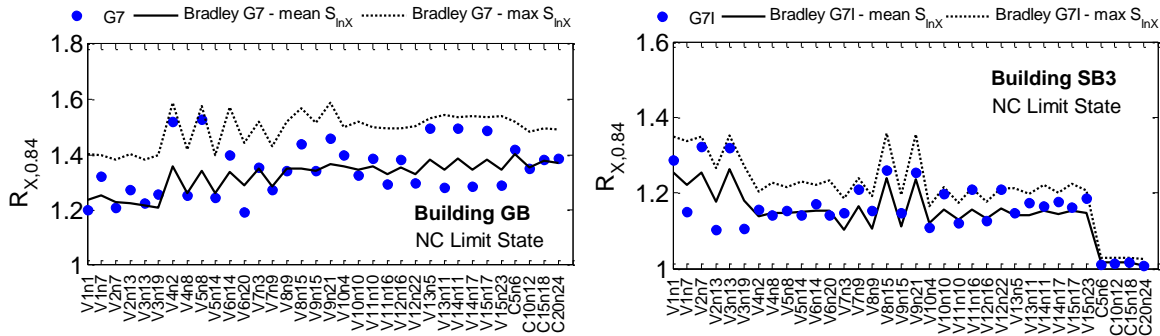 G7 Bradley G7 - mean S_lnX Bradley G7 - max S_lnX
1.8
1.6
1.4
1.2
1
R_X,0.84
Building GB
NC Limit State
V1n1
V1n7
V2n7
V2n13
V3n13
V3n19
V4n2
V4n8
V5n8
V5n14
V6n14
V6n20
V7n3
V7n9
V8n9
V8n15
V9n15
V9n21
V10n4
V10n10
V11n10
V11n16
V12n16
V12n22
V13n5
V13n11
V14n11
V14n17
V15n17
V15n23
C5n6
C10n12
C15n18
C20n24
G7I Bradley G7I - mean S_lnX Bradley G7I - max S_lnX
1.6
1.4
1.2
1
R_X,0.84
Building SB3
NC Limit State
V1n1
V1n7
V2n7
V2n13
V3n13
V3n19
V4n2
V4n8
V5n8
V5n14
V6n14
V6n20
V7n3
V7n9
V8n9
V8n15
V9n15
V9n21
V10n4
V10n10
V11n10
V11n16
V12n16
V12n22
V13n5
V13n11
V14n11
V14n17
V15n17
V15n23
C5n6
C10n12
C15n18
C20n24